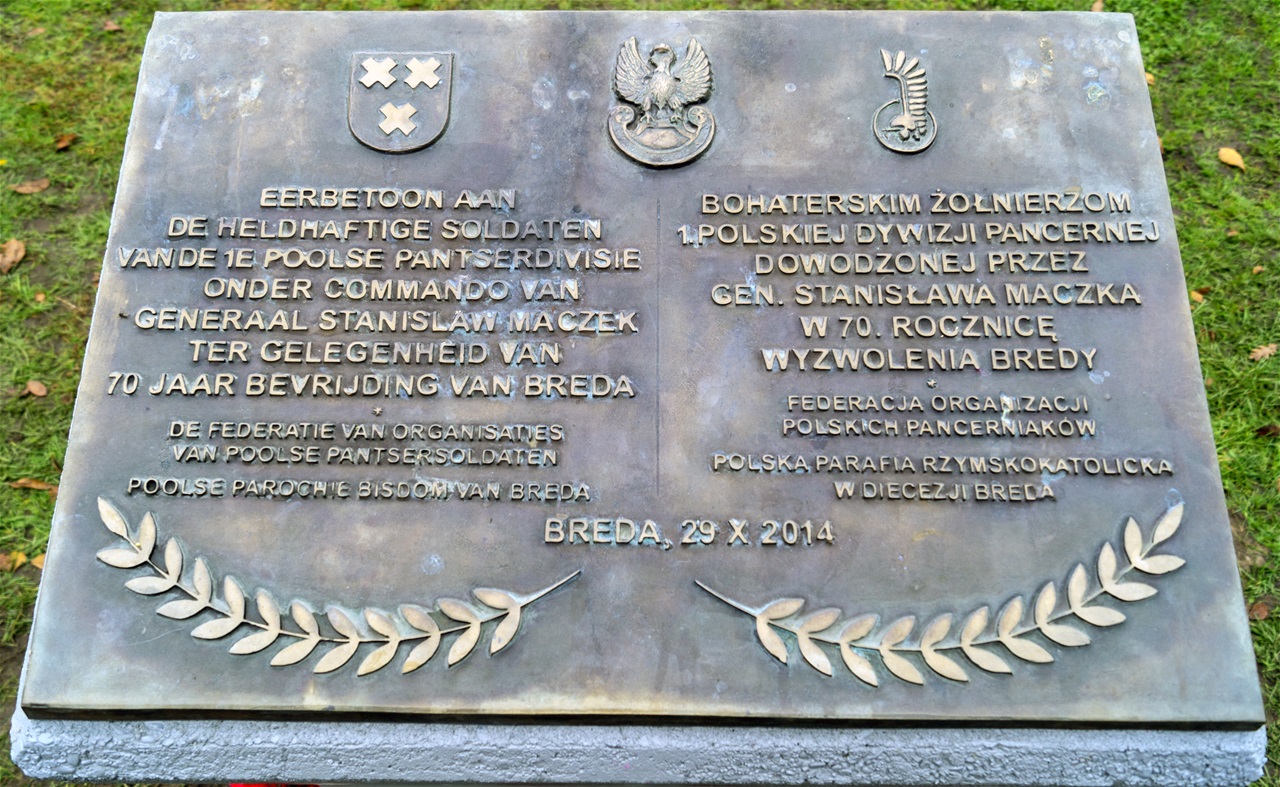 EERBETOON AAN
DE HELDHAFTIGE SOLDATEN
VAN DE 1E POOLSE PANTSERDIVISIE
ONDER COMMANDO VAN
GENERAAL STANISLAW MACZEK
TER GELEGENHEID VAN
70 JAAR BEVRIJDING VAN BREDA
*
DE FEDERATIE VAN ORGANISATIES
VAN POOLSE PANTSERSOLDATEN
POOLSE PAROCHIE BISDOM VAN BREDA
BOHATERSKIM ŻOŁNIERZOM
1.POLSKIEJ DYWIZJI PANCERNEJ
DOWODZONEJ PRZEZ
GEN. STANISŁAWA MACZKA
W 70. ROCZNICĘ
WYZWOLENIA BREDY
*
FEDERACJA ORGANIZACJI
POLSKICH PANCERNIAKÓW
POLSKA PARAFIA RZYMSKOKATOLICKA
W DIECEZJI BREDA
BREDA, 29 X 2014